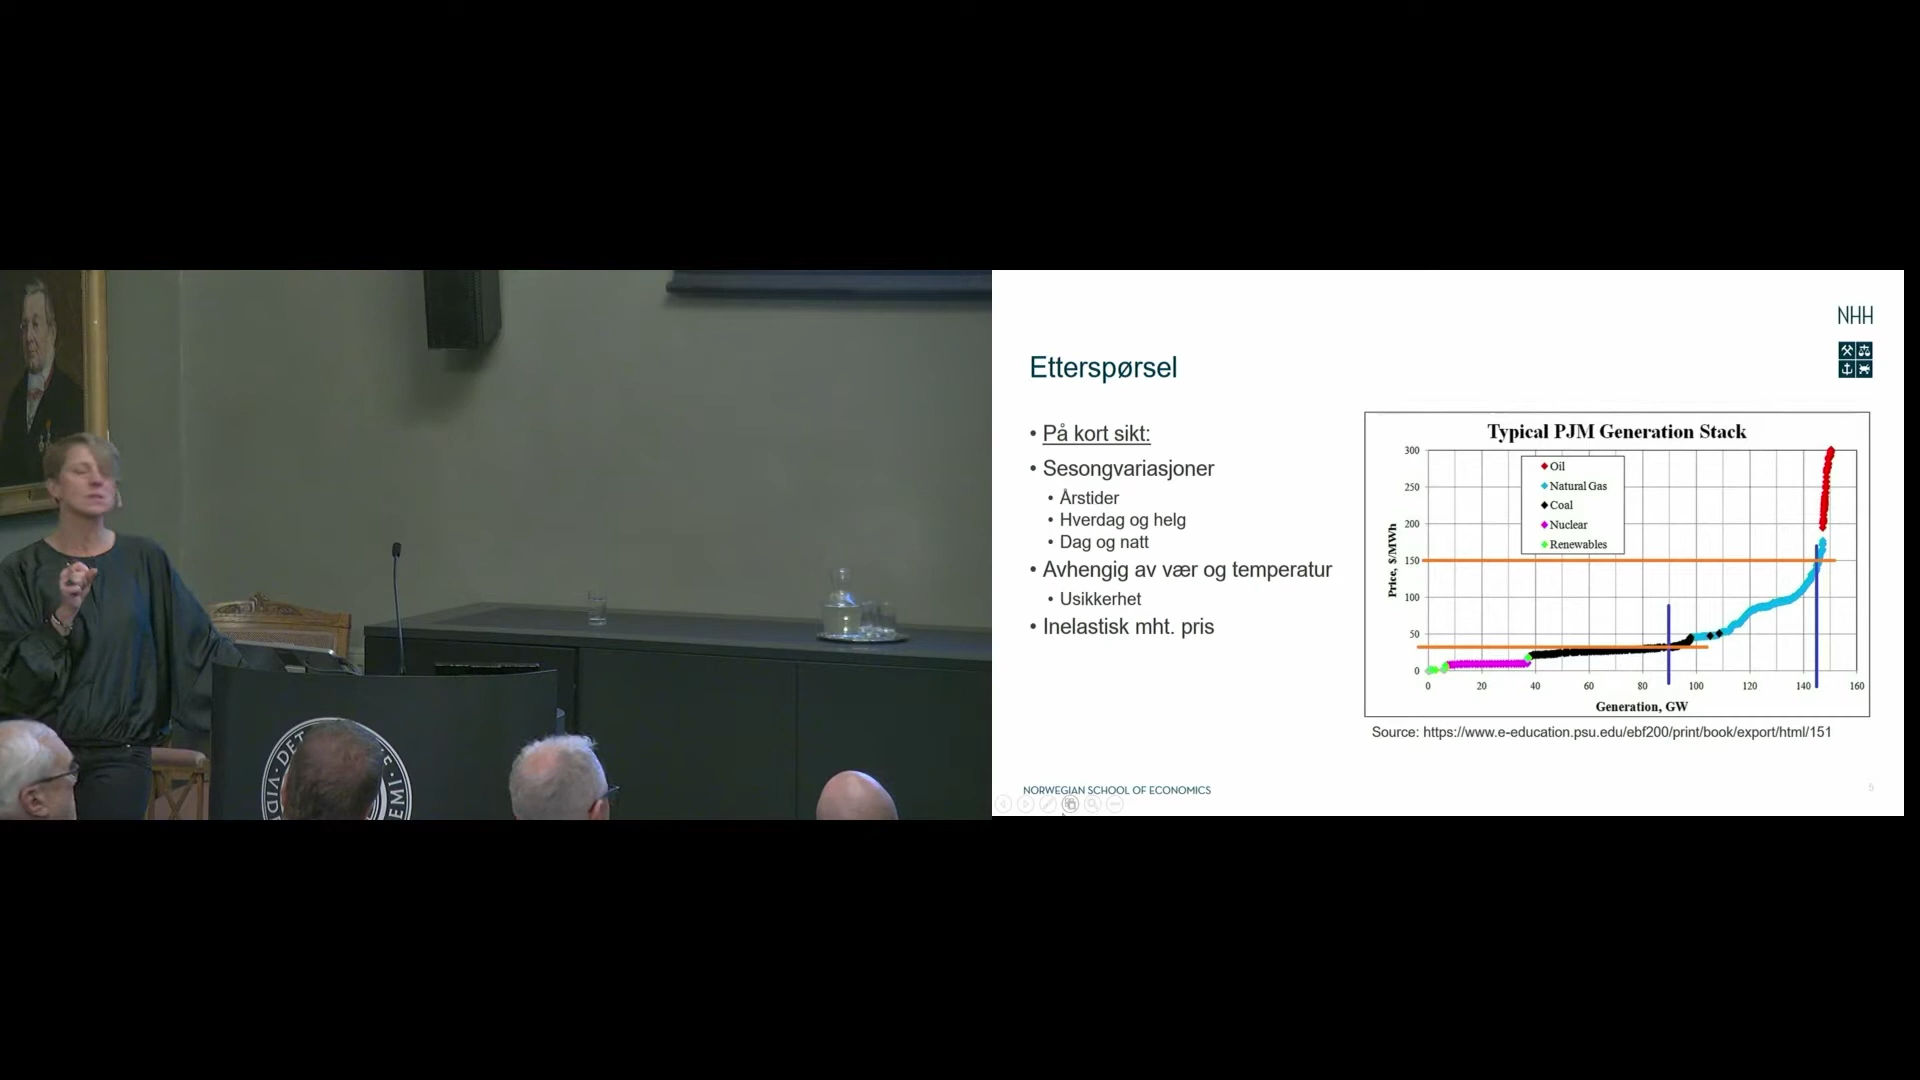 NHH
Etterspørsel
• På kort sikt:
• Sesongvariasjoner
• Årstider
• Hverdag og helg
• Dag og natt
• Avhengig av vær og temperatur
• Usikkerhet
• Inelastisk mht. pris
Typical PJM Generation Stack
Price, $/MWh
300
250
200
150
100
50
0
Oil
Natural Gas
Coal
Nuclear
Renewables
0 20 40 60 80 100 120 140 160
Generation, GW
Source: https://www.e-education.psu.edu/ebf200/print/book/export/html/151
NORWEGIAN SCHOOL OF ECONOMICS
5